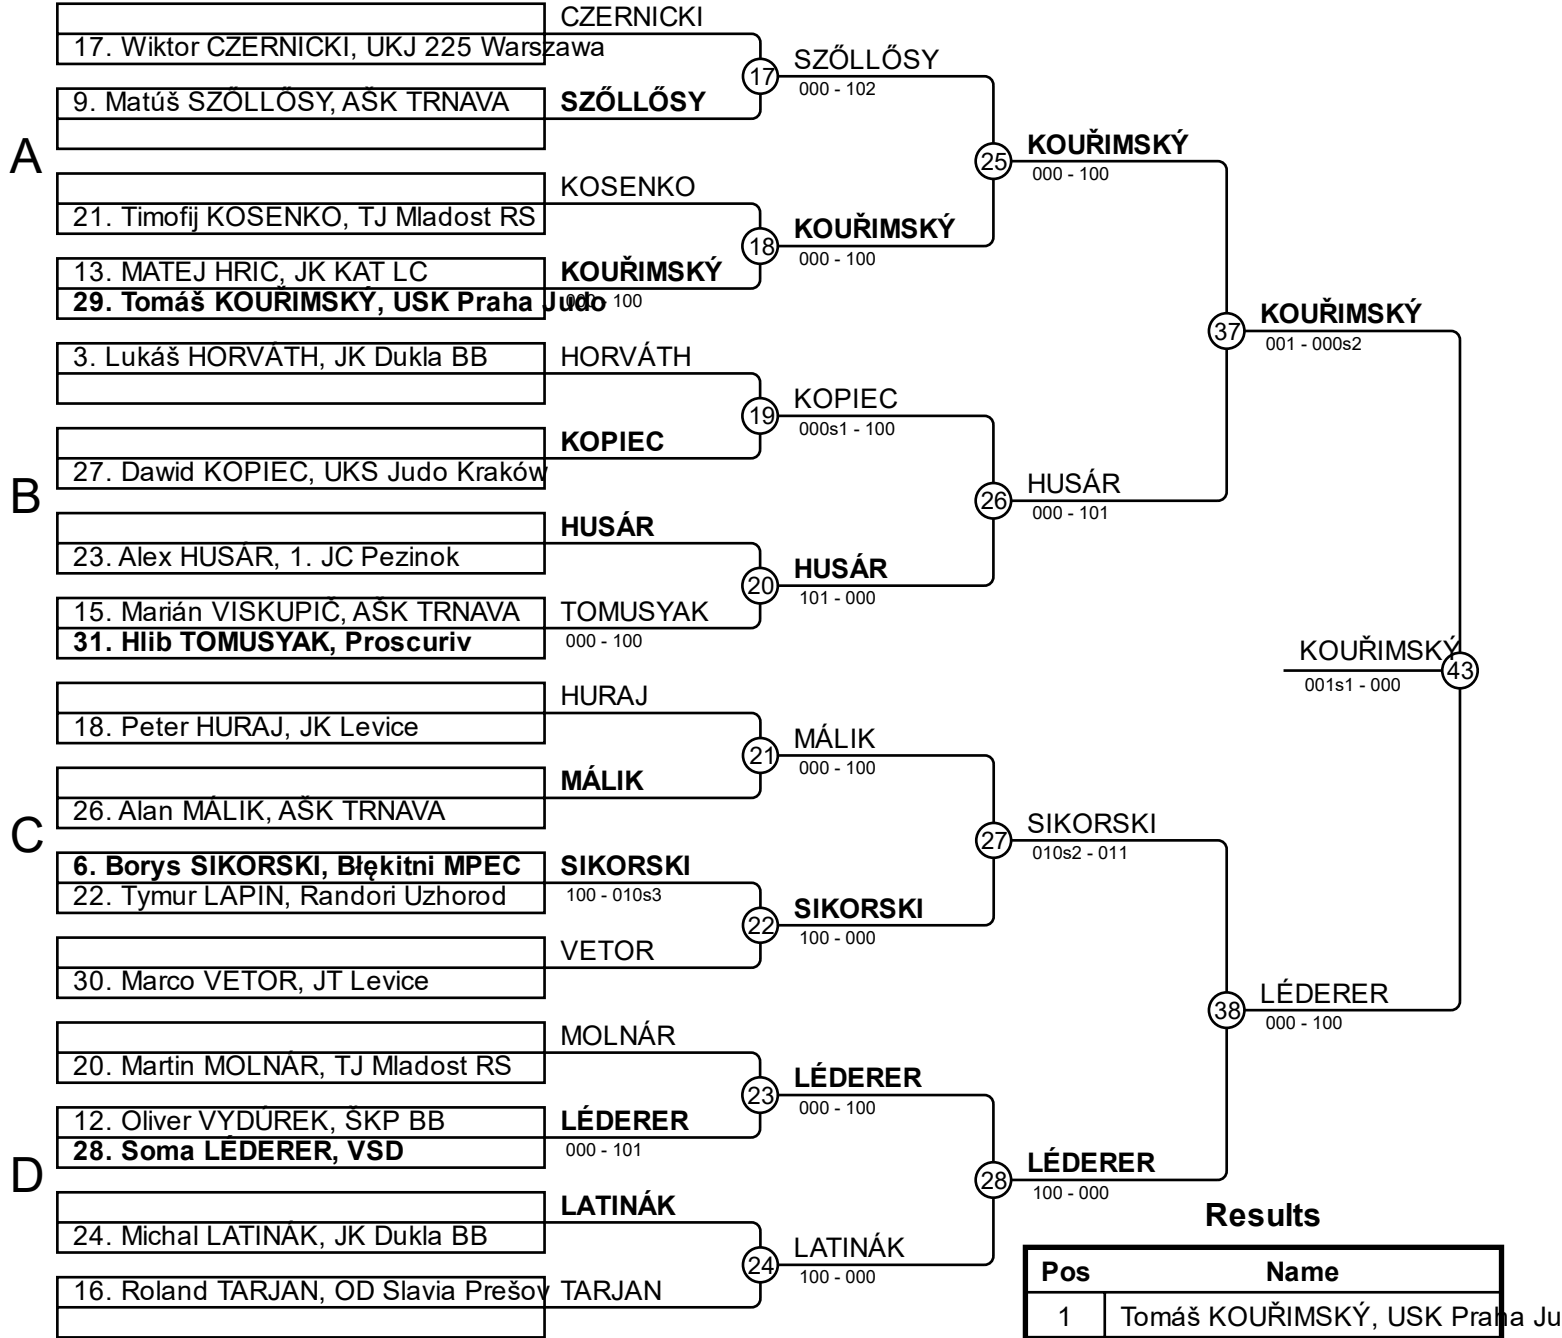 CZERNICKI
17. Wiktor CZERNICKI, UKJ 225 Warszawa
17
SZŐLLŐSY
000 - 102
9. Matúš SZŐLLŐSY, AŠK TRNAVA
SZŐLLŐSY
A
25
KOUŘIMSKÝ
000 - 100
KOSENKO
21. Timofij KOSENKO, TJ Mladost RS
18
KOUŘIMSKÝ
000 - 100
13. MATEJ HRIC, JK KAT LC
KOUŘIMSKÝ
29. Tomáš KOUŘIMSKÝ, USK Praha Judo
000 - 100
37
KOUŘIMSKÝ
001 - 000s2
3. Lukáš HORVÁTH, JK Dukla BB
HORVÁTH
19
KOPIEC
000s1 - 100
KOPIEC
27. Dawid KOPIEC, UKS Judo Kraków
B
26
HUSÁR
000 - 101
HUSÁR
23. Alex HUSÁR, 1. JC Pezinok
20
HUSÁR
101 - 000
15. Marián VISKUPIČ, AŠK TRNAVA
TOMUSYAK
31. Hlib TOMUSYAK, Proscuriv
000 - 100
KOUŘIMSKÝ
43
001s1 - 000
HURAJ
18. Peter HURAJ, JK Levice
21
MÁLIK
000 - 100
MÁLIK
26. Alan MÁLIK, AŠK TRNAVA
C
27
SIKORSKI
010s2 - 011
6. Borys SIKORSKI, Błękitni MPEC
SIKORSKI
22. Tymur LAPIN, Randori Uzhorod
100 - 010s3
22
SIKORSKI
100 - 000
VETOR
30. Marco VETOR, JT Levice
38
LÉDERER
000 - 100
MOLNÁR
20. Martin MOLNÁR, TJ Mladost RS
23
LÉDERER
000 - 100
12. Oliver VYDÚREK, ŠKP BB
LÉDERER
28. Soma LÉDERER, VSD
000 - 101
D
28
LÉDERER
100 - 000
LATINÁK
24. Michal LATINÁK, JK Dukla BB
24
LATINÁK
100 - 000
16. Roland TARJAN, OD Slavia Prešov
TARJAN
Results
Pos Name
1 Tomáš KOUŘIMSKÝ, USK Praha Ju